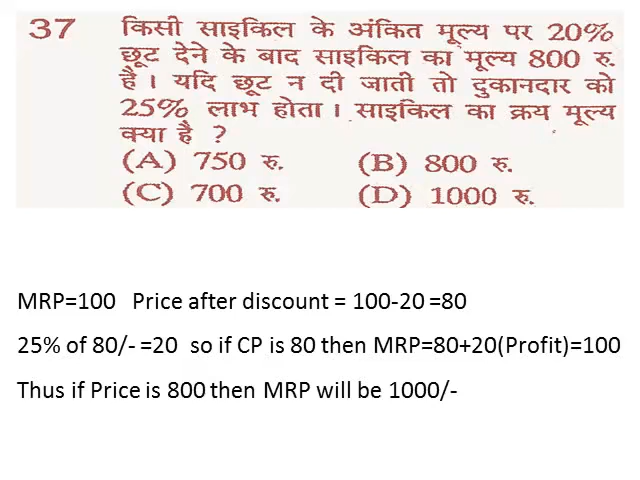 37 किसी साइकिल के अंकित मूल्य पर 20%
छूट देने के बाद साइकिल का मूल्य 800 रु.
है। यदि छूट न दी जाती तो दुकानदार को
25% लाभ होता। साइकिल का क्रय मूल्य
क्या है ?
(A) 750 रु. (B) 800 रु.
(C) 700 रु. (D) 1000 रु.
MRP=100 Price after discount = 100-20 =80
25% of 80/- =20 so if CP is 80 then MRP=80+20(Profit)=100
Thus if Price is 800 then MRP will be 1000/-